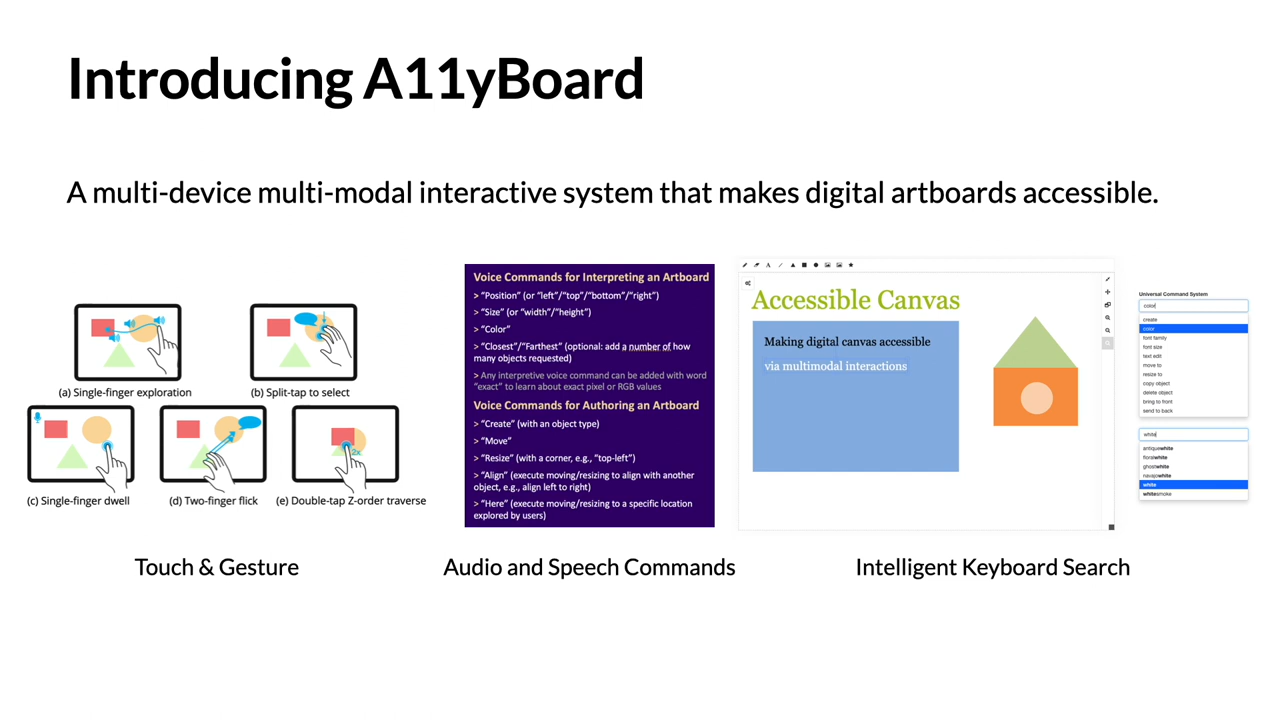 Introducing A11yBoard
A multi-device multi-modal interactive system that makes digital artboards accessible.
(a) Single-finger exploration
(b) Split-tap to select
2x
(c) Single-finger dwell
(d) Two-finger flick
(e) Double-tap Z-order traverse
Touch & Gesture
Voice Commands for Interpreting an Artboard
> “Position” (or “left”/“top”/“bottom”/“right”)
> “Size” (or “width”/“height”)
> “Color”
> “Closest”/“Farthest” (optional: add a number of how
many objects requested)
> Any interpretive voice command can be added with word
“exact” to learn about exact pixel or RGB values
Voice Commands for Authoring an Artboard
> “Create” (with an object type)
> “Move”
> “Resize” (with a corner, e.g., “top-left”)
> “Align” (execute moving/resizing to align with another
object, e.g., align left to right)
> “Here” (execute moving/resizing to a specific location
explored by users)
Audio and Speech Commands
A
Accessible Canvas
Making digital canvas accessible
via multimodal interactions
Universal Command System
color
create
color
font family
font size
text edit
move to
resize to
copy object
delete object
bring to front
send to back
white
antiquewhite
floralwhite
ghostwhite
navajowhite
white
whitesmoke
Intelligent Keyboard Search